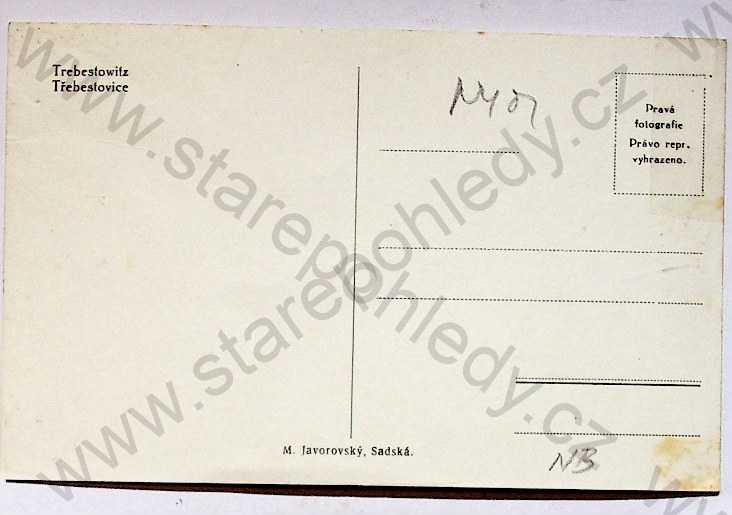 Trebestowitz
Třebestovice
Pravá
fotografie
Právo repr.
vyhrazeno.
M. Javorovský, Sadská.
NB
www.starepohledy.cz
www.starepohledy.cz